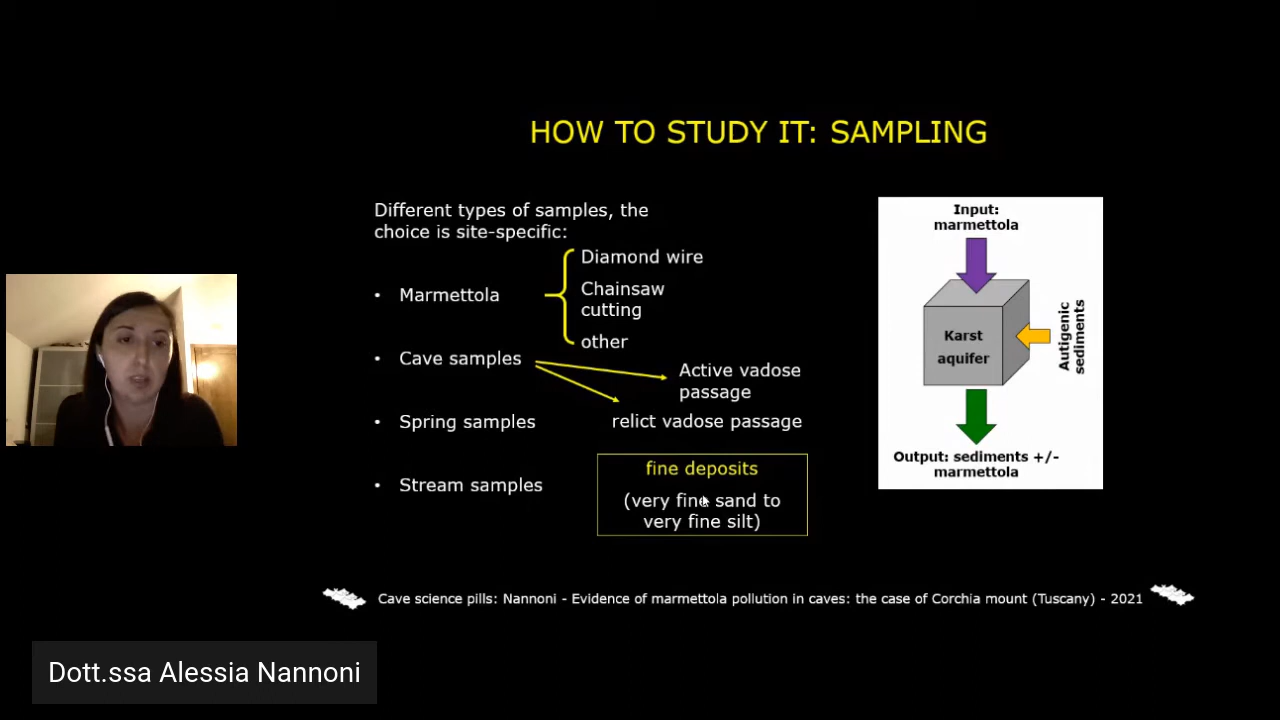 HOW TO STUDY IT: SAMPLING
Different types of samples, the
choice is site-specific:
• Marmettola
Diamond wire
Chainsaw
cutting
other
• Cave samples
Active vadose
passage
relict vadose passage
• Spring samples
• Stream samples
fine deposits
(very fine sand to
very fine silt)
Input:
marmettola
Karst
aquifer
Autigenic
sediments
Output: sediments +/-
marmettola
Cave science pills: Nannoni - Evidence of marmettola pollution in caves: the case of Corchia mount (Tuscany) - 2021
Dott.ssa Alessia Nannoni